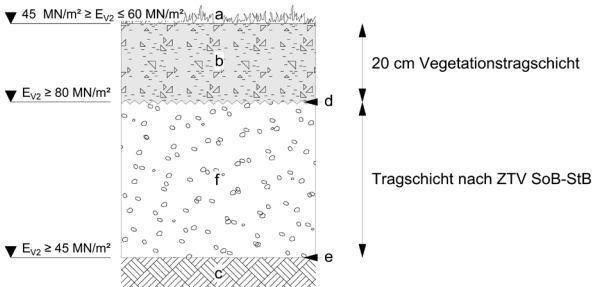 45 MN/m² ≥ EV2 ≤ 60 MN/m²
a
b
20 cm Vegetationstragschicht
EV2 ≥ 80 MN/m²
d
f
Tragschicht nach ZTV SoB-StB
EV2 ≥ 45 MN/m²
e
c